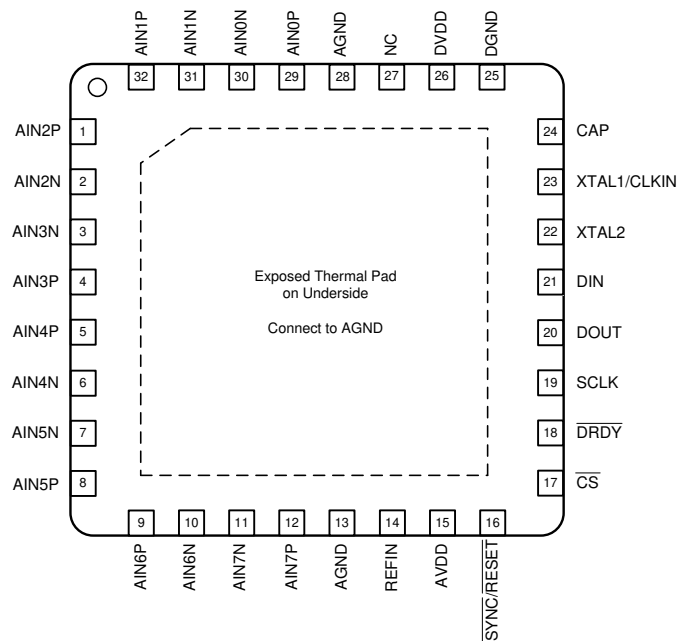 AIN1P
AIN1N
AIN0N
AIN0P
AGND
NC
DVDD
DGND
32
31
30
29
28
27
26
25
AIN2P 1
AIN2N 2
AIN3N 3
AIN3P 4
AIN4P 5
AIN4N 6
AIN5N 7
AIN5P 8
24 CAP
23 XTAL1/CLKIN
22 XTAL2
21 DIN
20 DOUT
19 SCLK
18 DRDY
17 CS
Exposed Thermal Pad
on Underside
Connect to AGND
9
10
11
12
13
14
15
16
AIN6P
AIN6N
AIN7N
AIN7P
AGND
REFIN
AVDD
SYNC/RESET